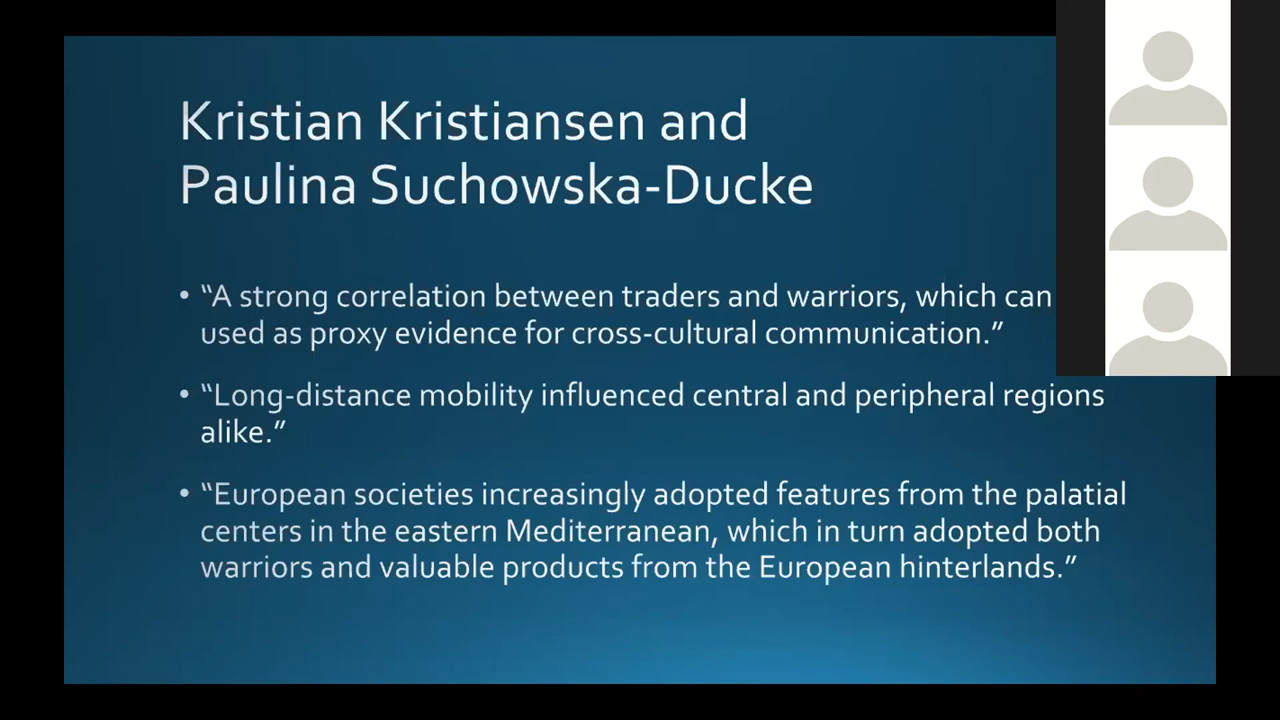 Kristian Kristiansen and
Paulina Suchowska-Ducke
• “A strong correlation between traders and warriors, which can
used as proxy evidence for cross-cultural communication.”
• “Long-distance mobility influenced central and peripheral regions
alike.”
• “European societies increasingly adopted features from the palatial
centers in the eastern Mediterranean, which in turn adopted both
warriors and valuable products from the European hinterlands.”